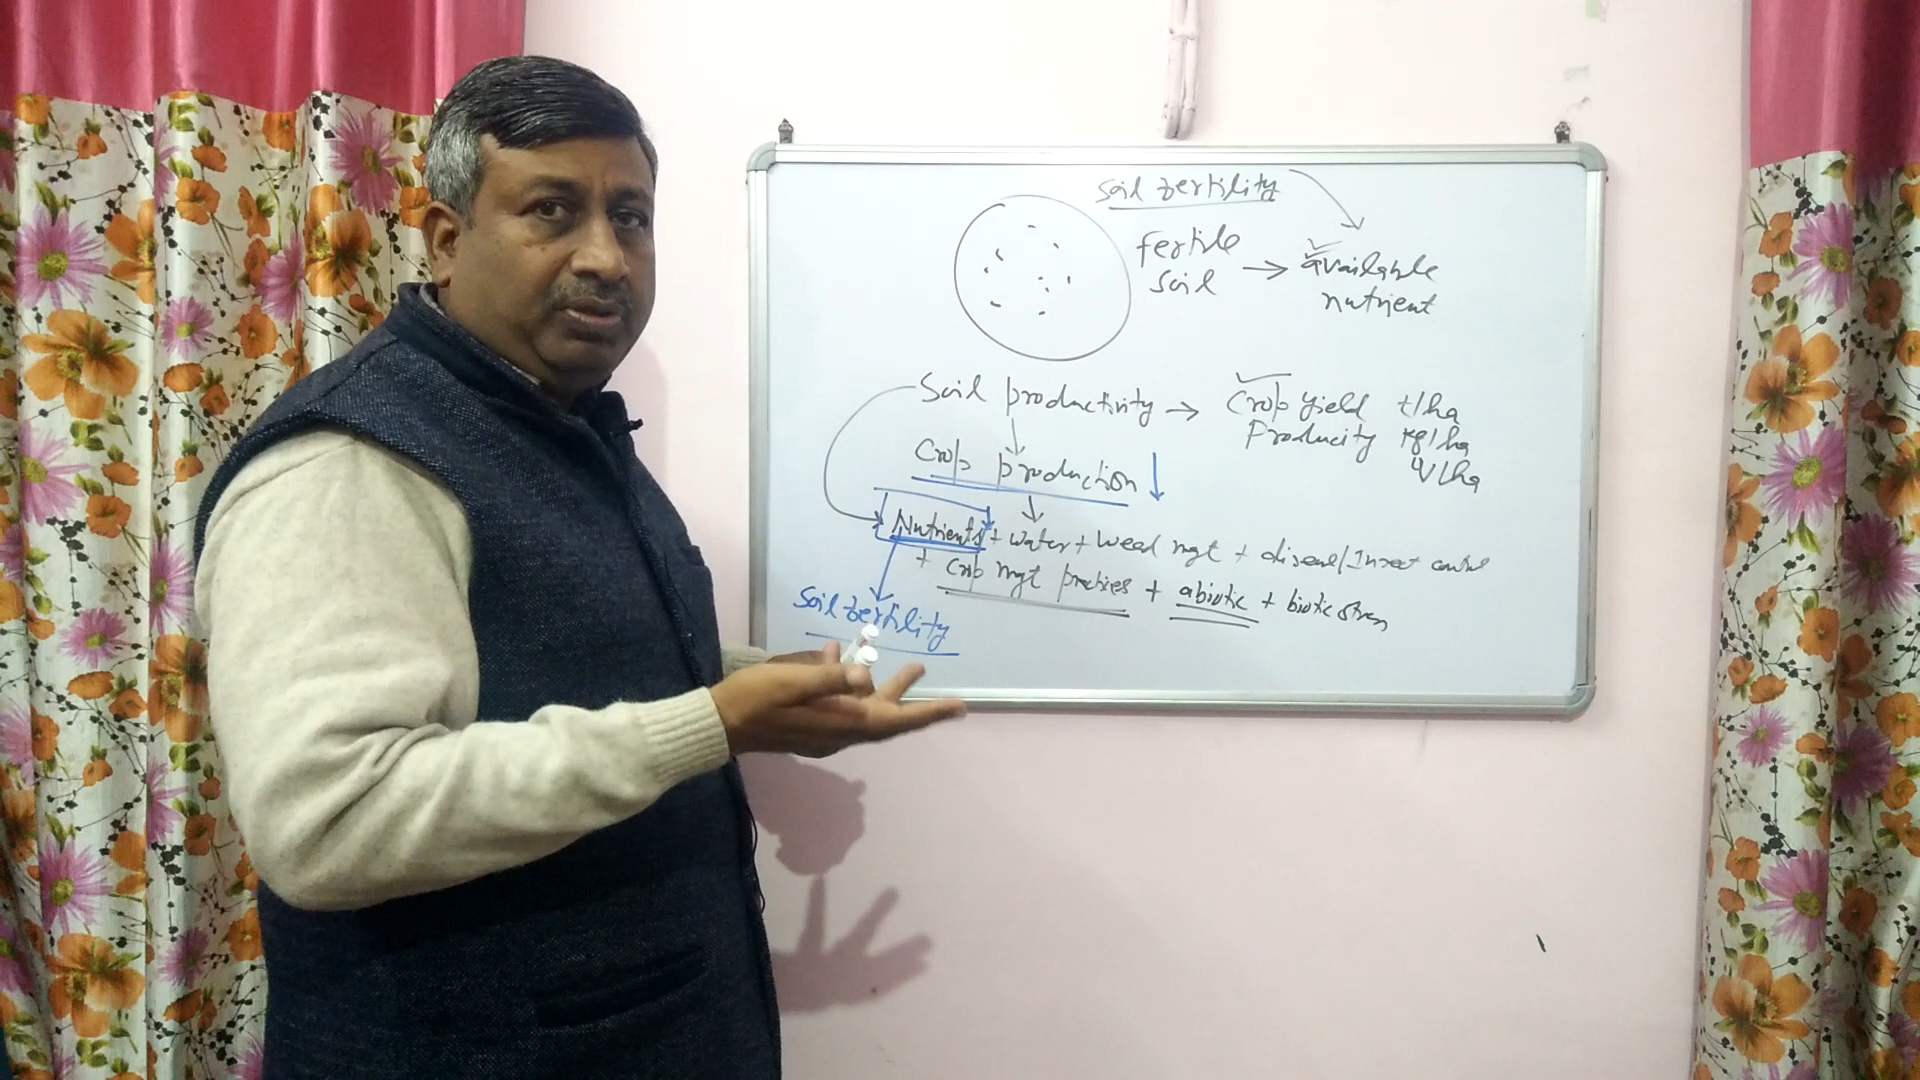 Soil fertility
Fertile soil → available nutrient
Soil productivity → Crop yield t/ha
Producity kg/ha
q/ha
Crop production ↓
Nutrients + water + weed mgt + disease/Insect control
+ Crop mgt practices + abiotic + biotic stress
Soil fertility